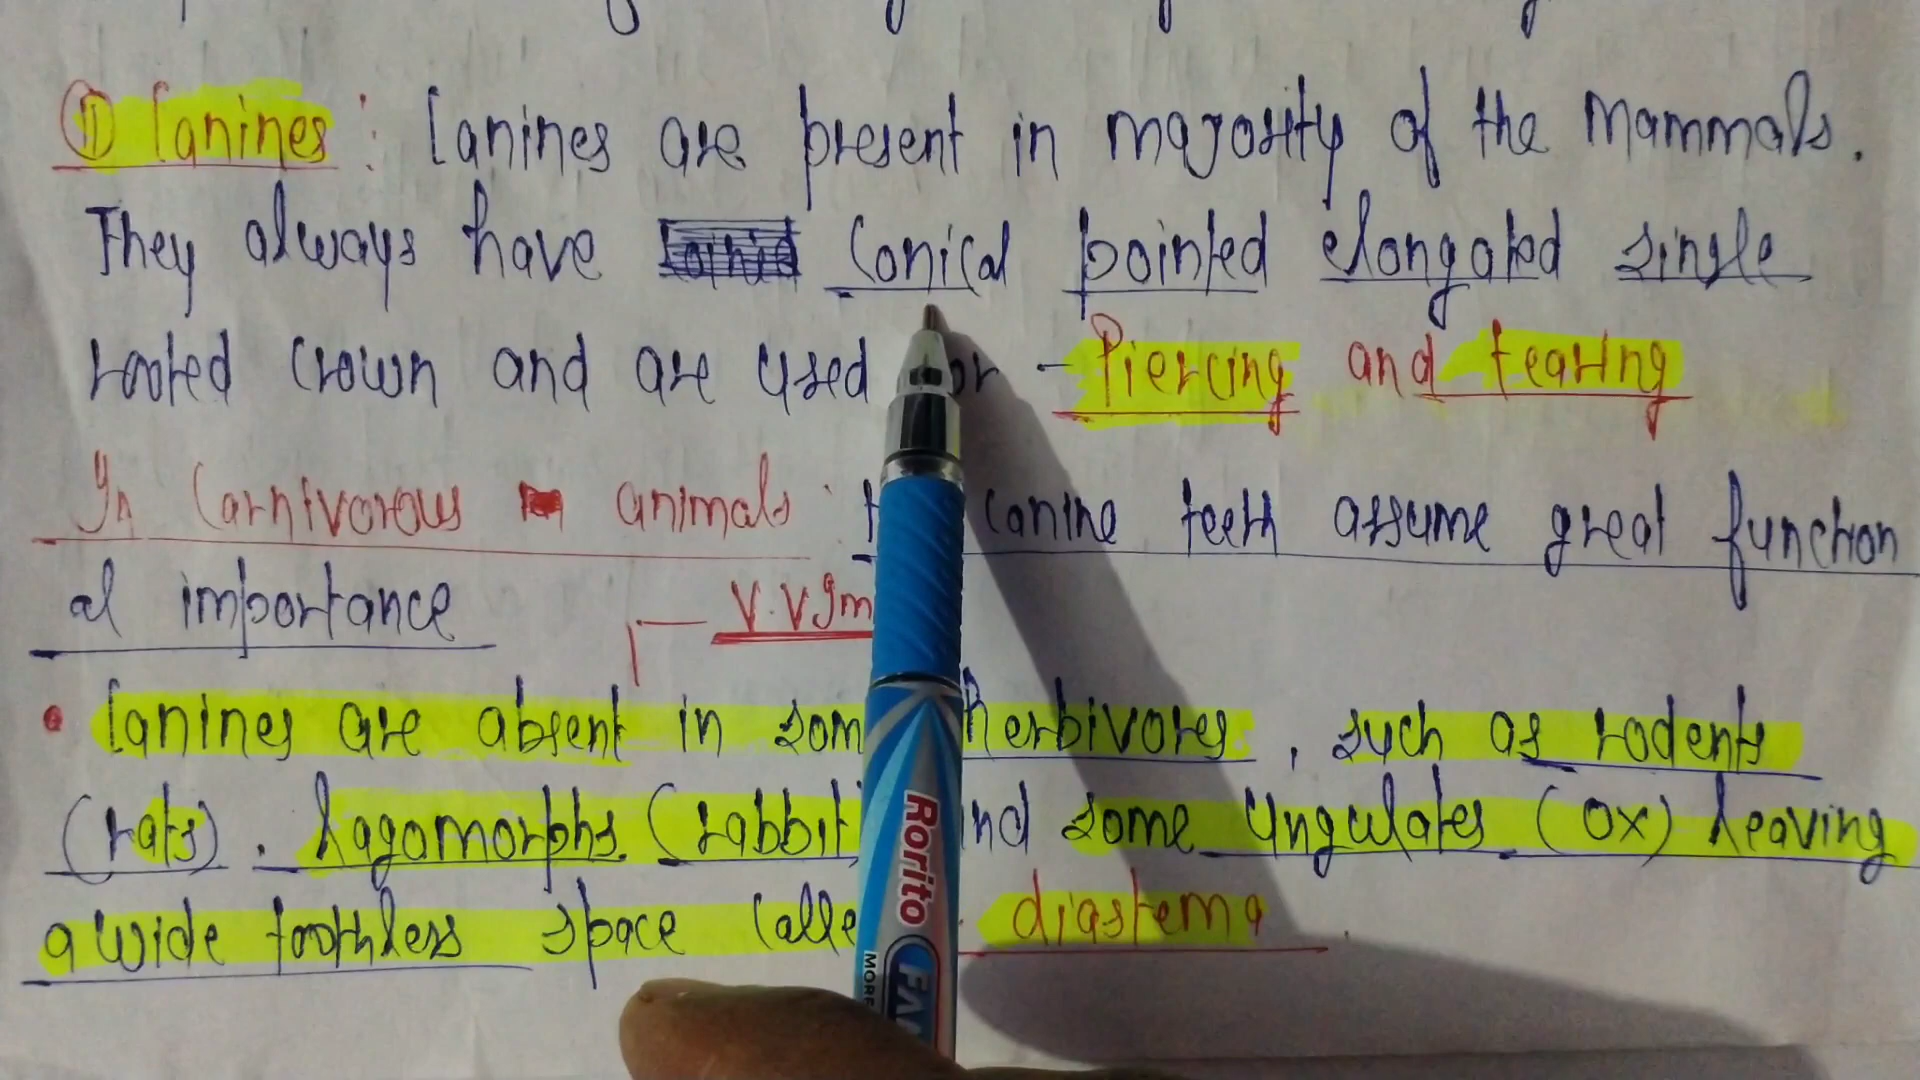 (II) Canines : Canines are present in majority of the Mammals.
They always have Conical pointed elongated single
rooted crown and are used or - Piercing and tearing
In Carnivorous animals : Canine teeth assume great function
al importance
V.V Im
• Canines are absent in som herbivores, such as rodents
(rats). Lagomorphs (rabbit nd some Ungulates (Ox) leaving
a wide toothless space calle diastema.
Rorito
MORE